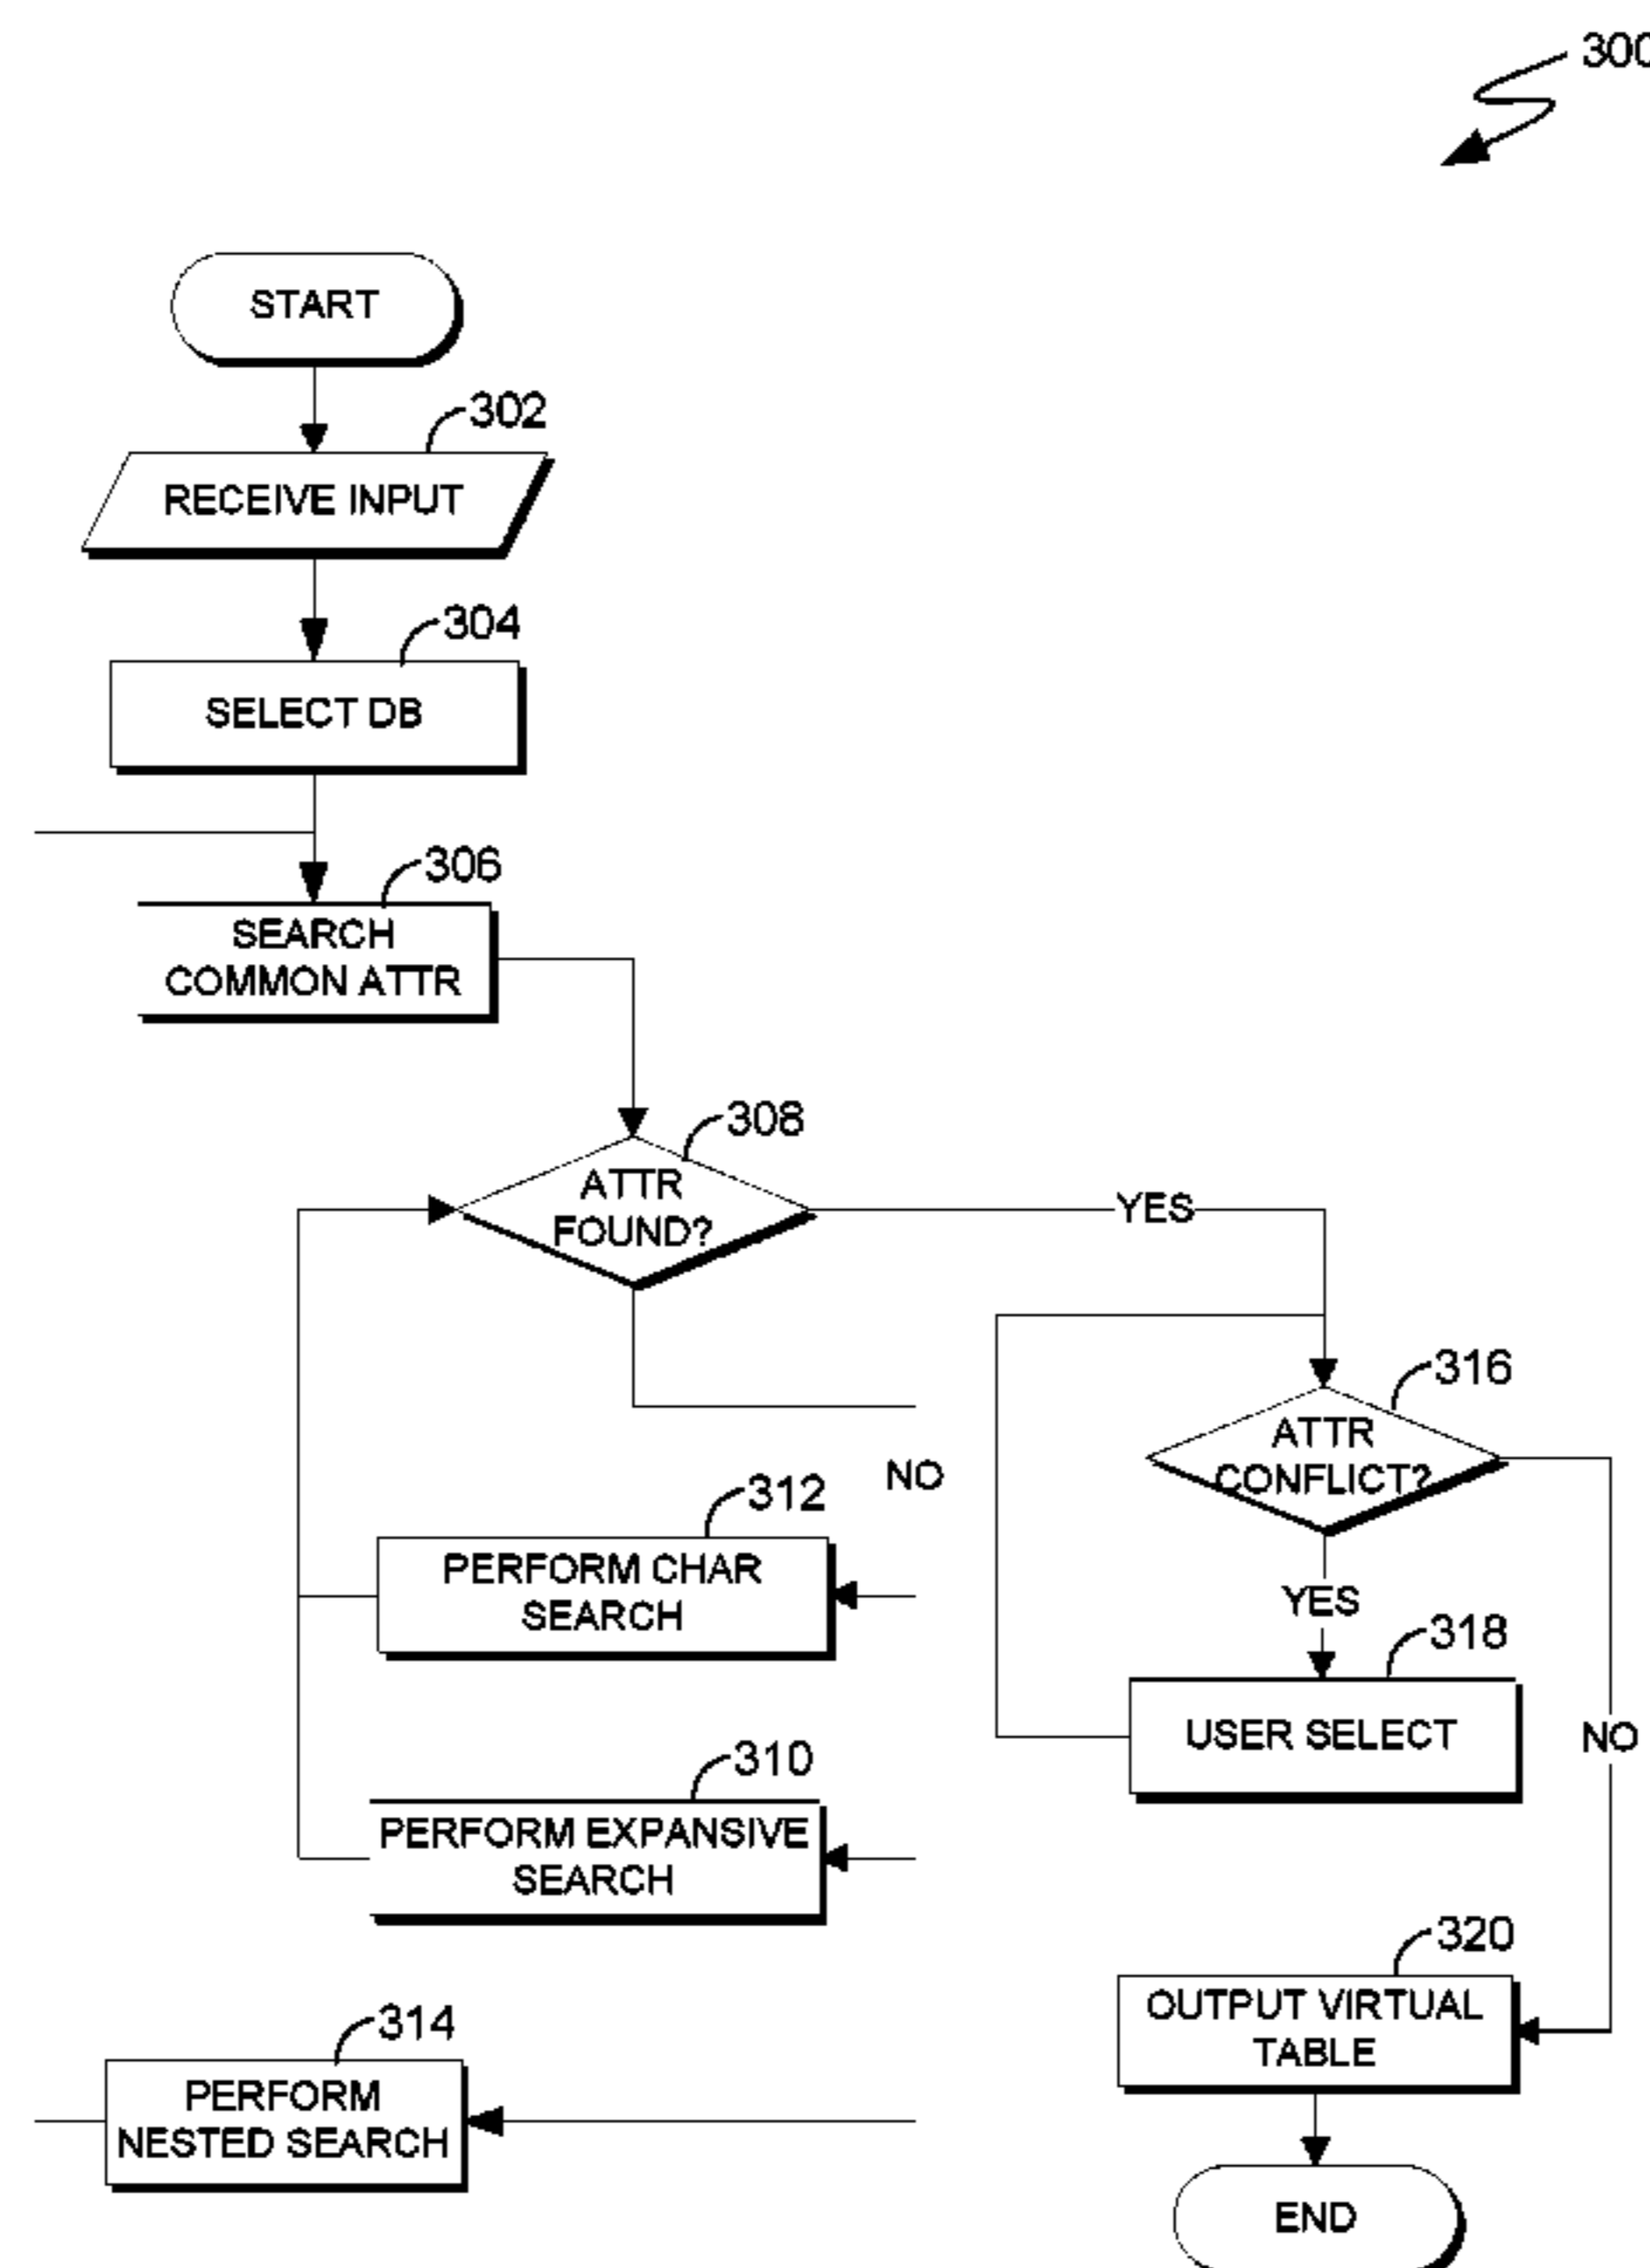 300
START
302
RECEIVE INPUT
304
SELECT DB
306
SEARCH
COMMON ATTR
308
ATTR
FOUND?
YES
316
ATTR
CONFLICT?
NO
312
PERFORM CHAR
SEARCH
YES
318
USER SELECT
NO
310
PERFORM EXPANSIVE
SEARCH
320
OUTPUT VIRTUAL
TABLE
314
PERFORM
NESTED SEARCH
END